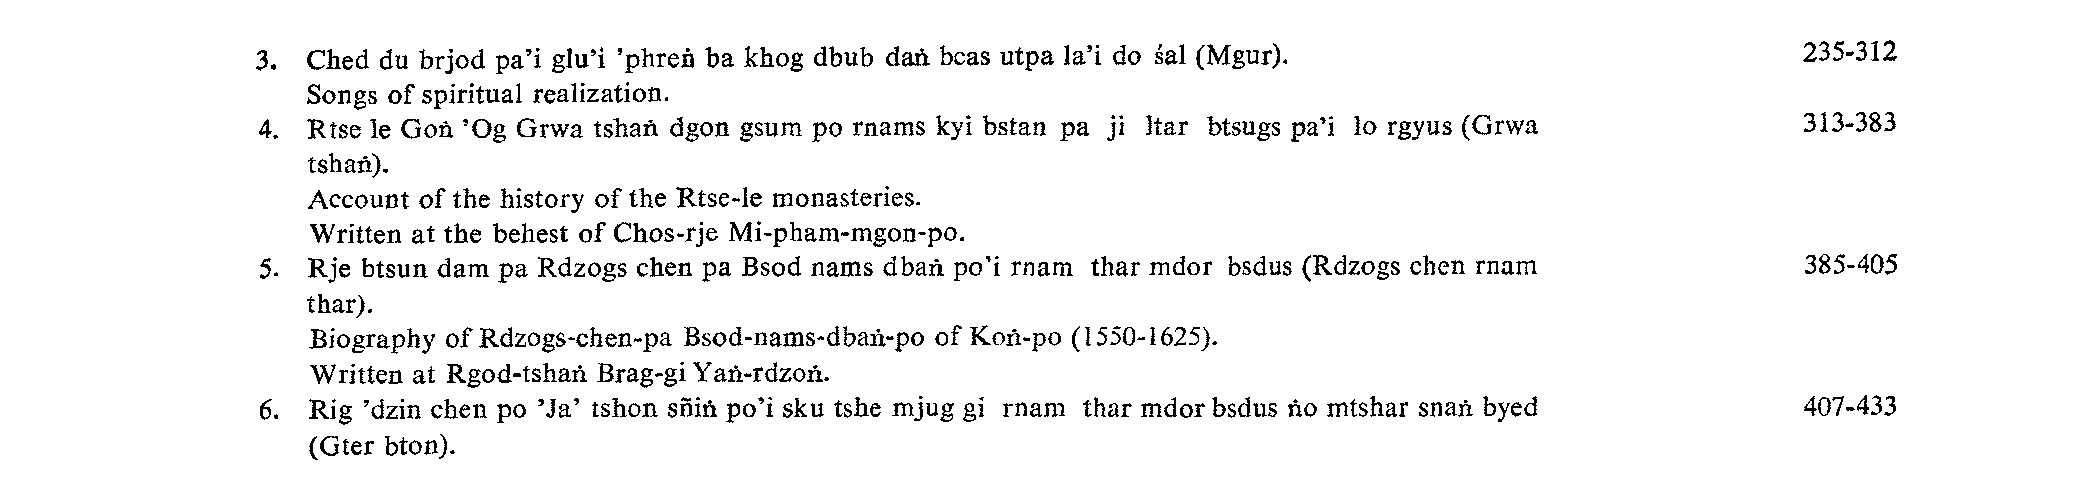 3. Ched du brjod pa'i glu'i 'phreṅ ba khog dbub daṅ bcas utpa la'i do śal (Mgur). 235-312
Songs of spiritual realization.
4. Rtse le Goṅ 'Og Grwa tshaṅ dgon gsum po rnams kyi bstan pa ji ltar btsugs pa'i lo rgyus (Grwa 313-383
tshaṅ).
Account of the history of the Rtse-le monasteries.
Written at the behest of Chos-rje Mi-pham-mgon-po.
5. Rje btsun dam pa Rdzogs chen pa Bsod nams dbaṅ po'i rnam thar mdor bsdus (Rdzogs chen rnam 385-405
thar).
Biography of Rdzogs-chen-pa Bsod-nams-dbaṅ-po of Koṅ-po (1550-1625).
Written at Rgod-tshaṅ Brag-gi Yaṅ-rdzoṅ.
6. Rig 'dzin chen po 'Ja' tshon sñiṅ po'i sku tshe mjug gi rnam thar mdor bsdus ṅo mtshar snaṅ byed 407-433
(Gter bton).